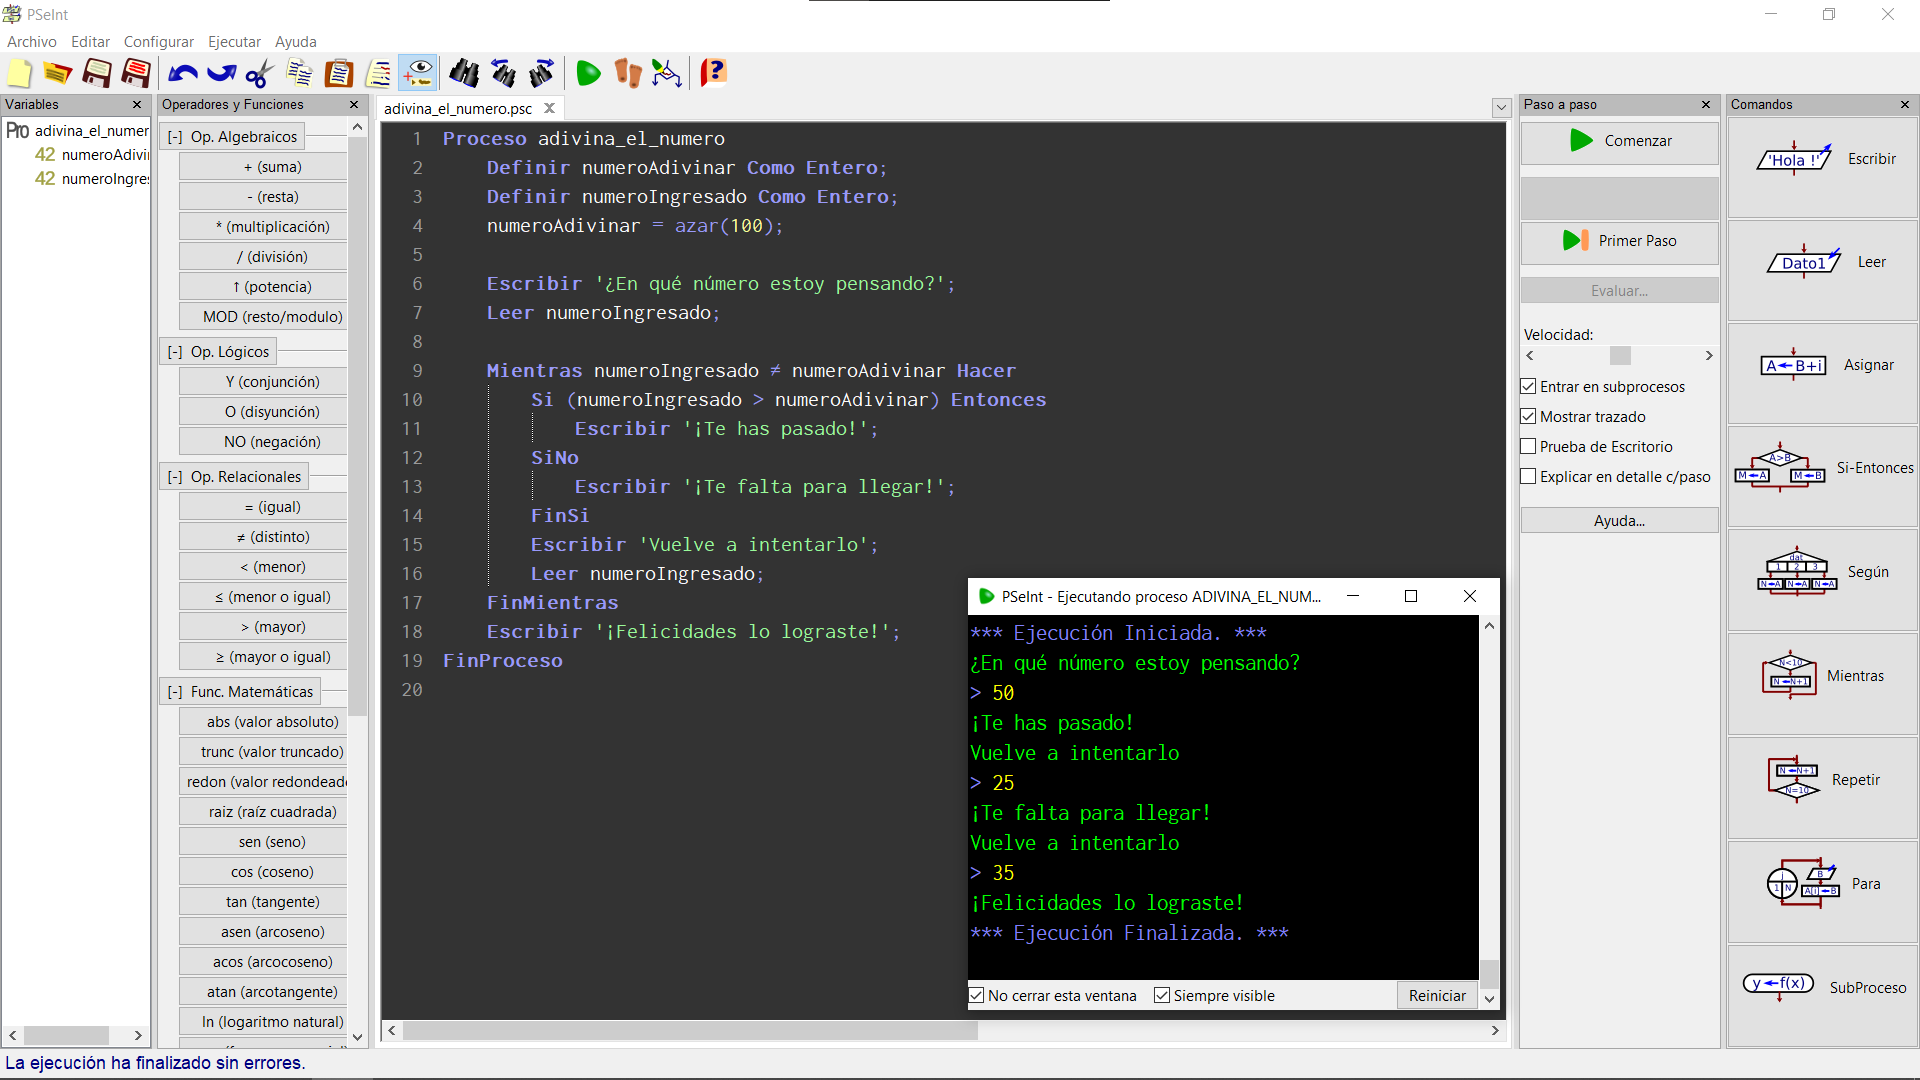 PSeInt
Archivo Editar Configurar Ejecutar Ayuda
Variables
Pro adivina_el_numer
42 numeroAdivi
42 numeroIngre
Operadores y Funciones
[-] Op. Algebraicos
+ (suma)
- (resta)
* (multiplicación)
/ (división)
↑ (potencia)
MOD (resto/modulo)
[-] Op. Lógicos
Y (conjunción)
O (disyunción)
NO (negación)
[-] Op. Relacionales
= (igual)
≠ (distinto)
< (menor)
≤ (menor o igual)
> (mayor)
≥ (mayor o igual)
[-] Func. Matemáticas
abs (valor absoluto)
trunc (valor truncado)
redon (valor redondeado
raiz (raíz cuadrada)
sen (seno)
cos (coseno)
tan (tangente)
asen (arcoseno)
acos (arcocoseno)
atan (arcotangente)
ln (logaritmo natural)
adivina_el_numero.psc
1 Proceso adivina_el_numero
2 Definir numeroAdivinar Como Entero;
3 Definir numeroIngresado Como Entero;
4 numeroAdivinar = azar(100);
5
6 Escribir '¿En qué número estoy pensando?';
7 Leer numeroIngresado;
8
9 Mientras numeroIngresado ≠ numeroAdivinar Hacer
10 Si (numeroIngresado > numeroAdivinar) Entonces
11 Escribir '¡Te has pasado!';
12 SiNo
13 Escribir '¡Te falta para llegar!';
14 FinSi
15 Escribir 'Vuelve a intentarlo';
16 Leer numeroIngresado;
17 FinMientras
18 Escribir '¡Felicidades lo lograste!';
19 FinProceso
20
PSeInt - Ejecutando proceso ADIVINA_EL_NUM...
*** Ejecución Iniciada. ***
¿En qué número estoy pensando?
> 50
¡Te has pasado!
Vuelve a intentarlo
> 25
¡Te falta para llegar!
Vuelve a intentarlo
> 35
¡Felicidades lo lograste!
*** Ejecución Finalizada. ***
No cerrar esta ventana Siempre visible Reiniciar
Paso a paso
Comenzar
Primer Paso
Evaluar...
Velocidad:
Entrar en subprocesos
Mostrar trazado
Prueba de Escritorio
Explicar en detalle c/paso
Ayuda...
Comandos
'Hola !' Escribir
Dato1 Leer
A←B+i Asignar
A>B
M←A M←B Si-Entonces
dat
1 2 3
N←A N←A N←A Según
N<10
N←N+1 Mientras
N←N+1
N=10 Repetir
i
1 N
B
A[i]←B Para
y←f(x) SubProceso
La ejecución ha finalizado sin errores.